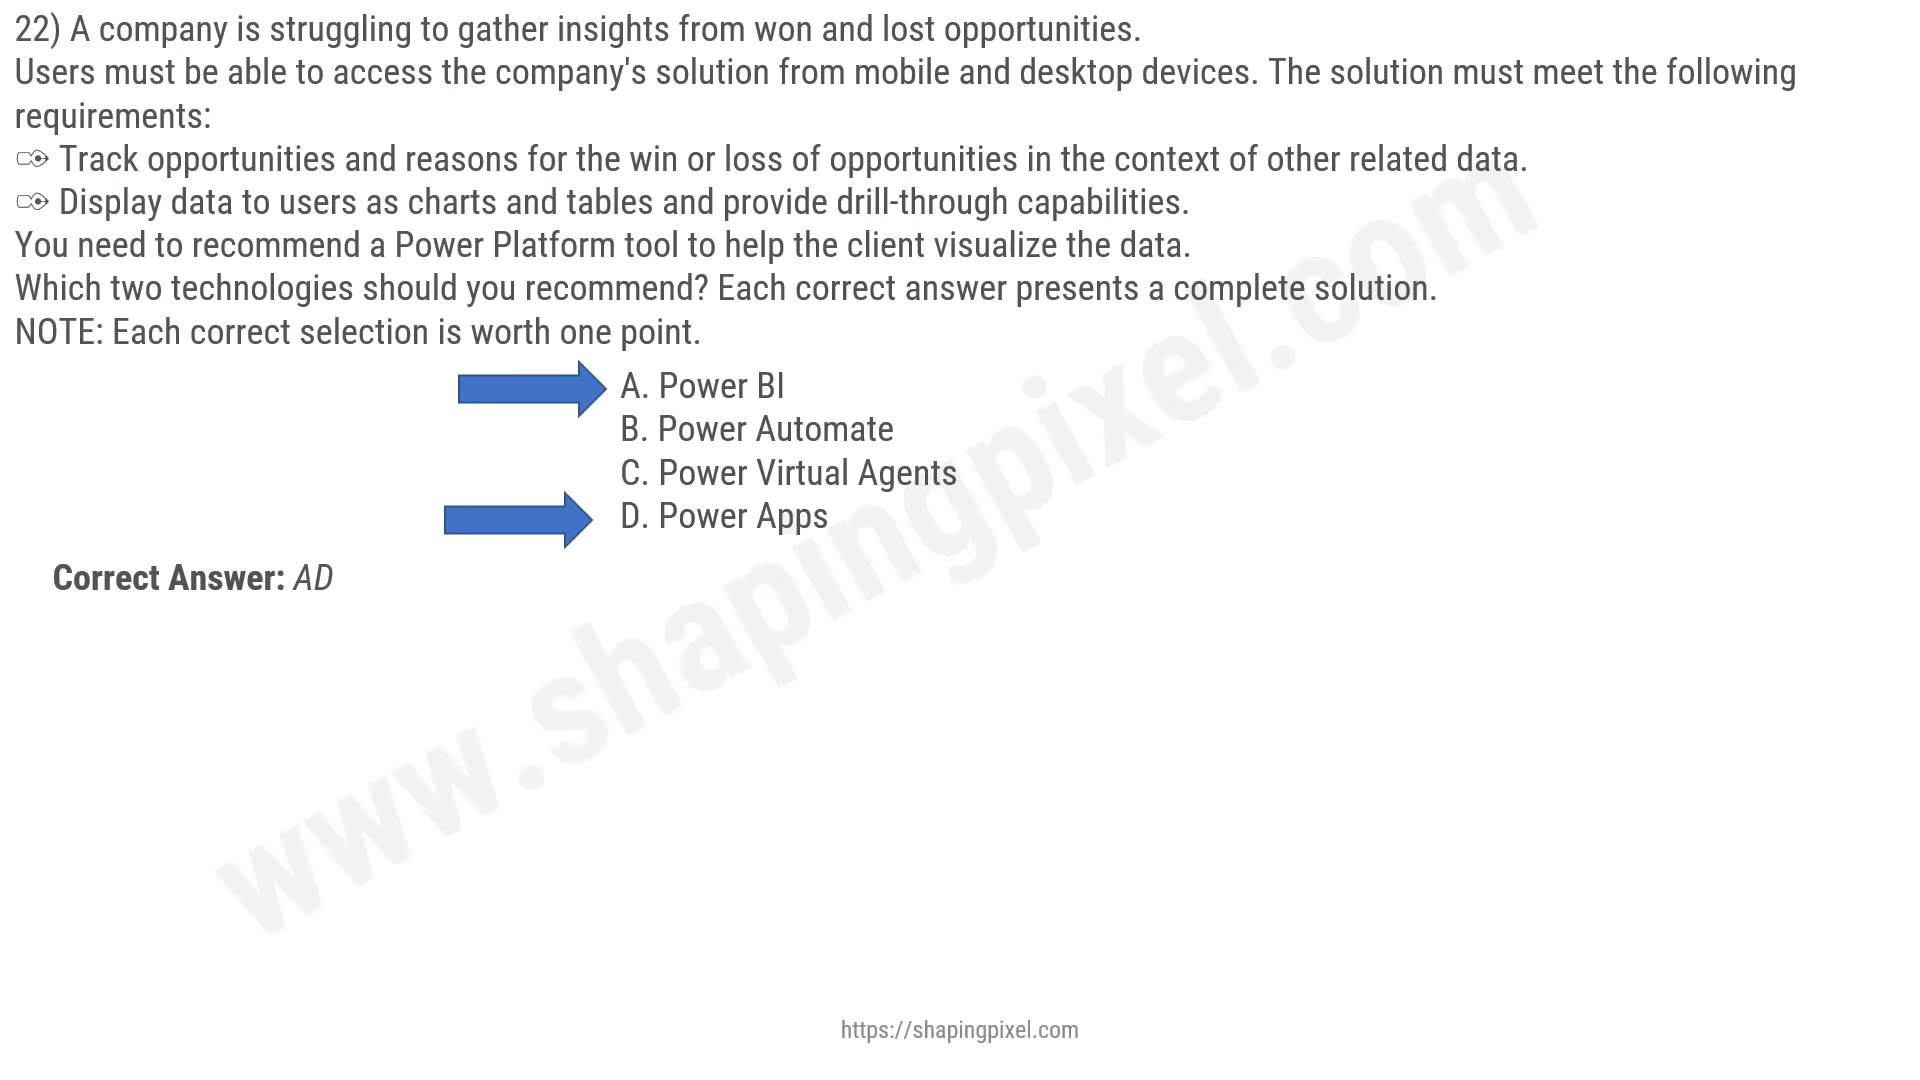 22) A company is struggling to gather insights from won and lost opportunities.
Users must be able to access the company's solution from mobile and desktop devices. The solution must meet the following
requirements:
Track opportunities and reasons for the win or loss of opportunities in the context of other related data.
Display data to users as charts and tables and provide drill-through capabilities.
You need to recommend a Power Platform tool to help the client visualize the data.
Which two technologies should you recommend? Each correct answer presents a complete solution.
NOTE: Each correct selection is worth one point.
A. Power BI
B. Power Automate
C. Power Virtual Agents
D. Power Apps
Correct Answer: AD
www.shapingpixel.com
https://shapingpixel.com